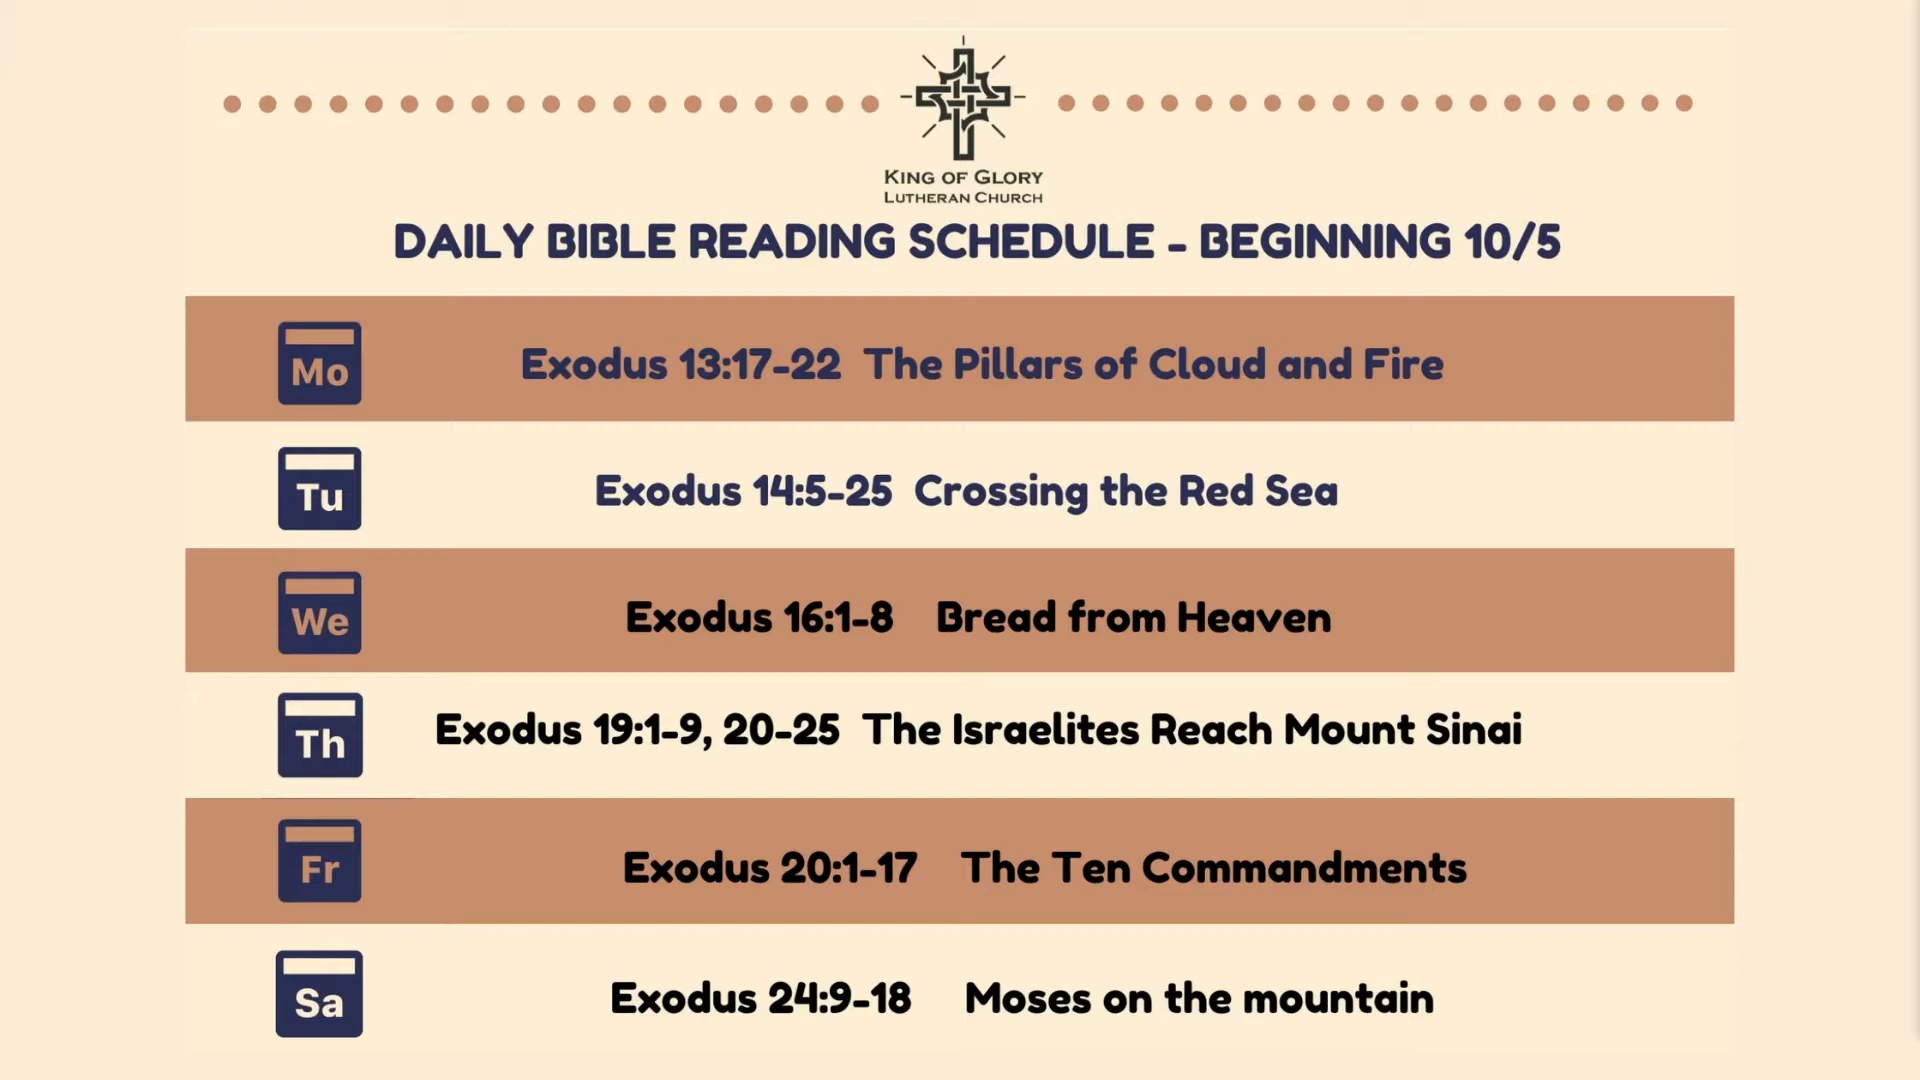 King of Glory
Lutheran Church
DAILY BIBLE READING SCHEDULE - BEGINNING 10/5
Mo Exodus 13:17-22 The Pillars of Cloud and Fire
Tu Exodus 14:5-25 Crossing the Red Sea
We Exodus 16:1-8 Bread from Heaven
Th Exodus 19:1-9, 20-25 The Israelites Reach Mount Sinai
Fr Exodus 20:1-17 The Ten Commandments
Sa Exodus 24:9-18 Moses on the mountain